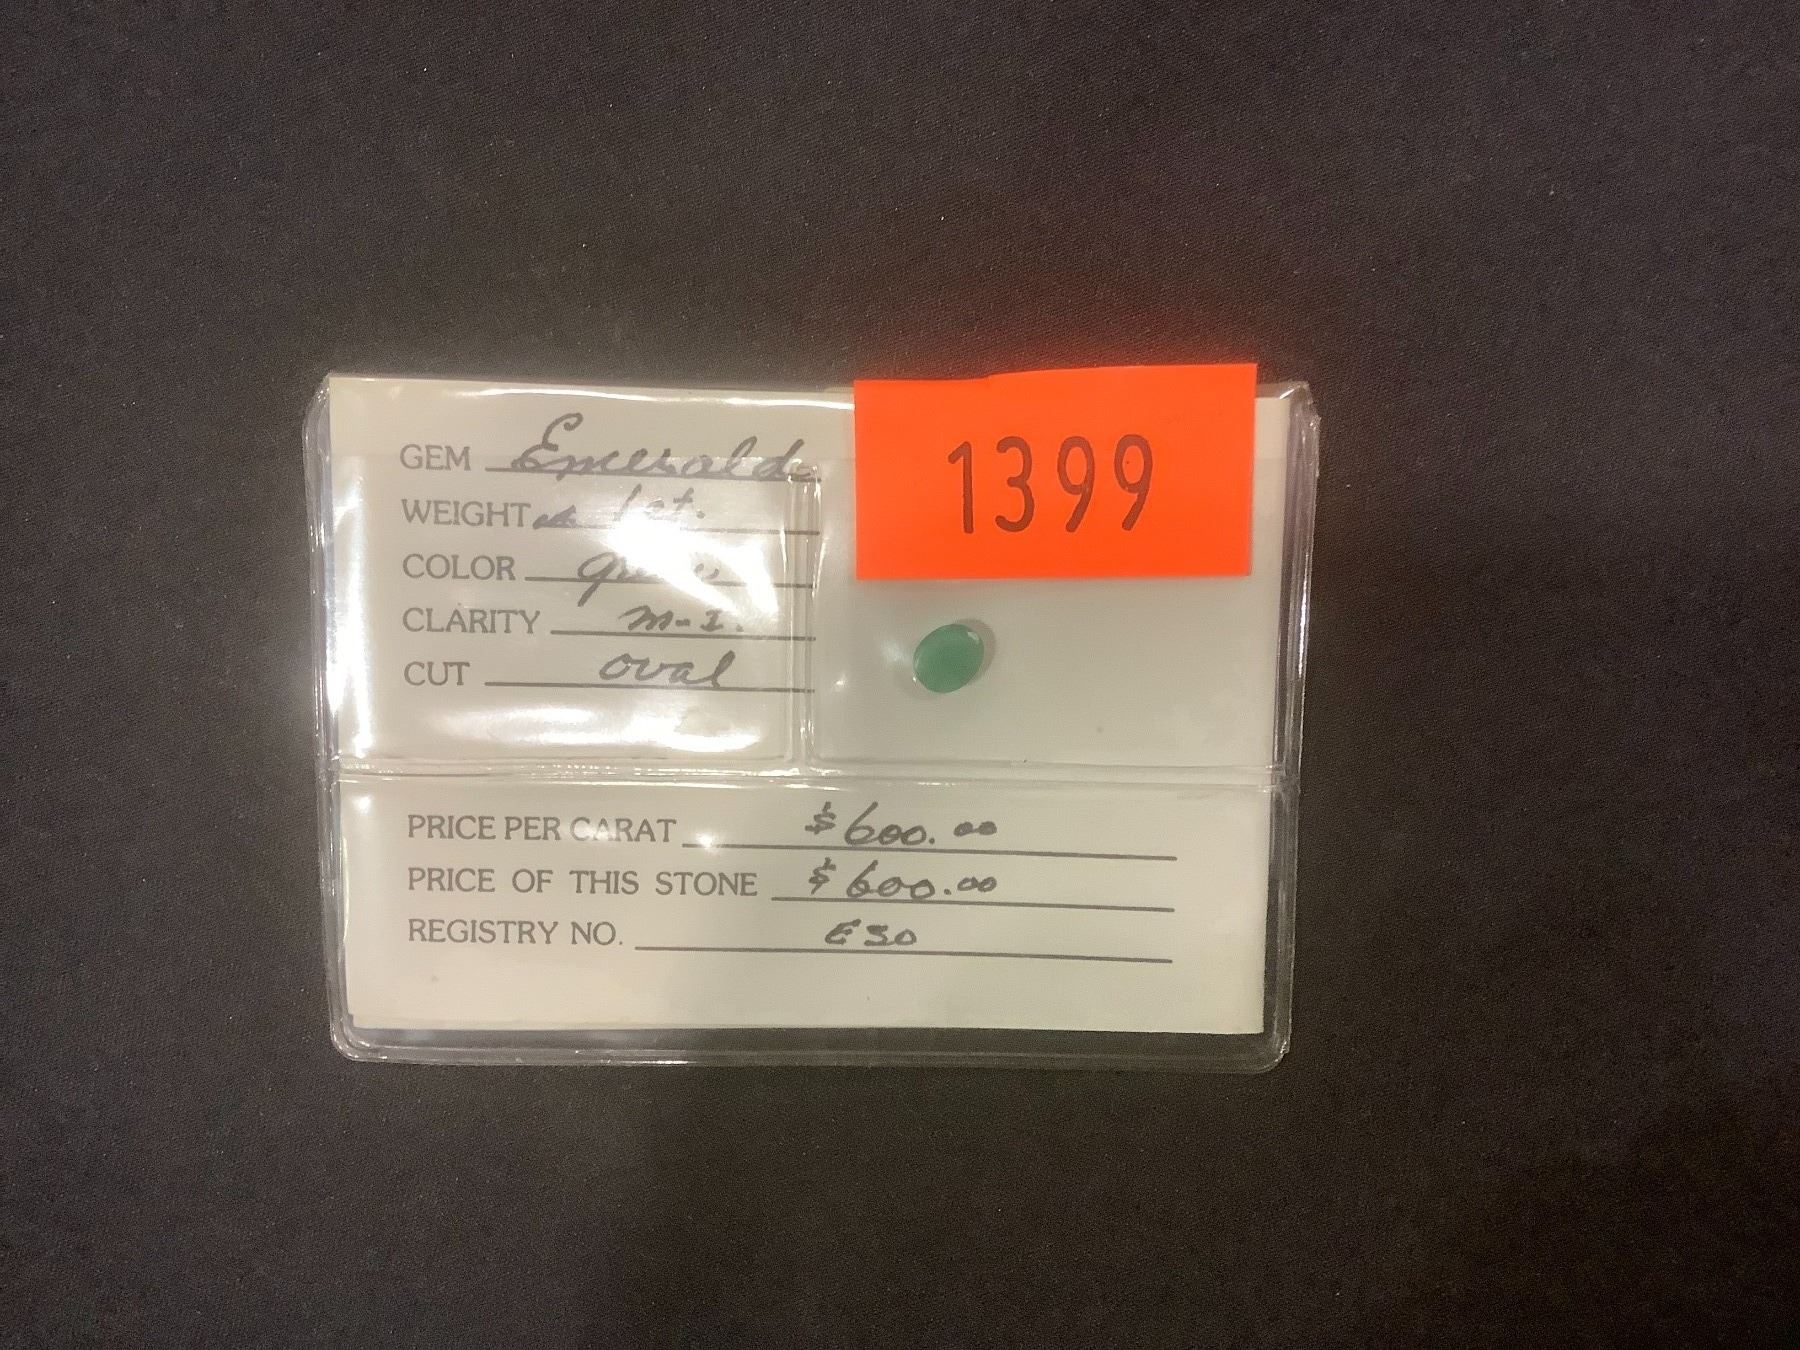 GEM Emerald
1399
WEIGHT 1ct.
COLOR green
CLARITY M-I.
CUT oval
PRICE PER CARAT $600.00
PRICE OF THIS STONE $600.00
REGISTRY NO. E30